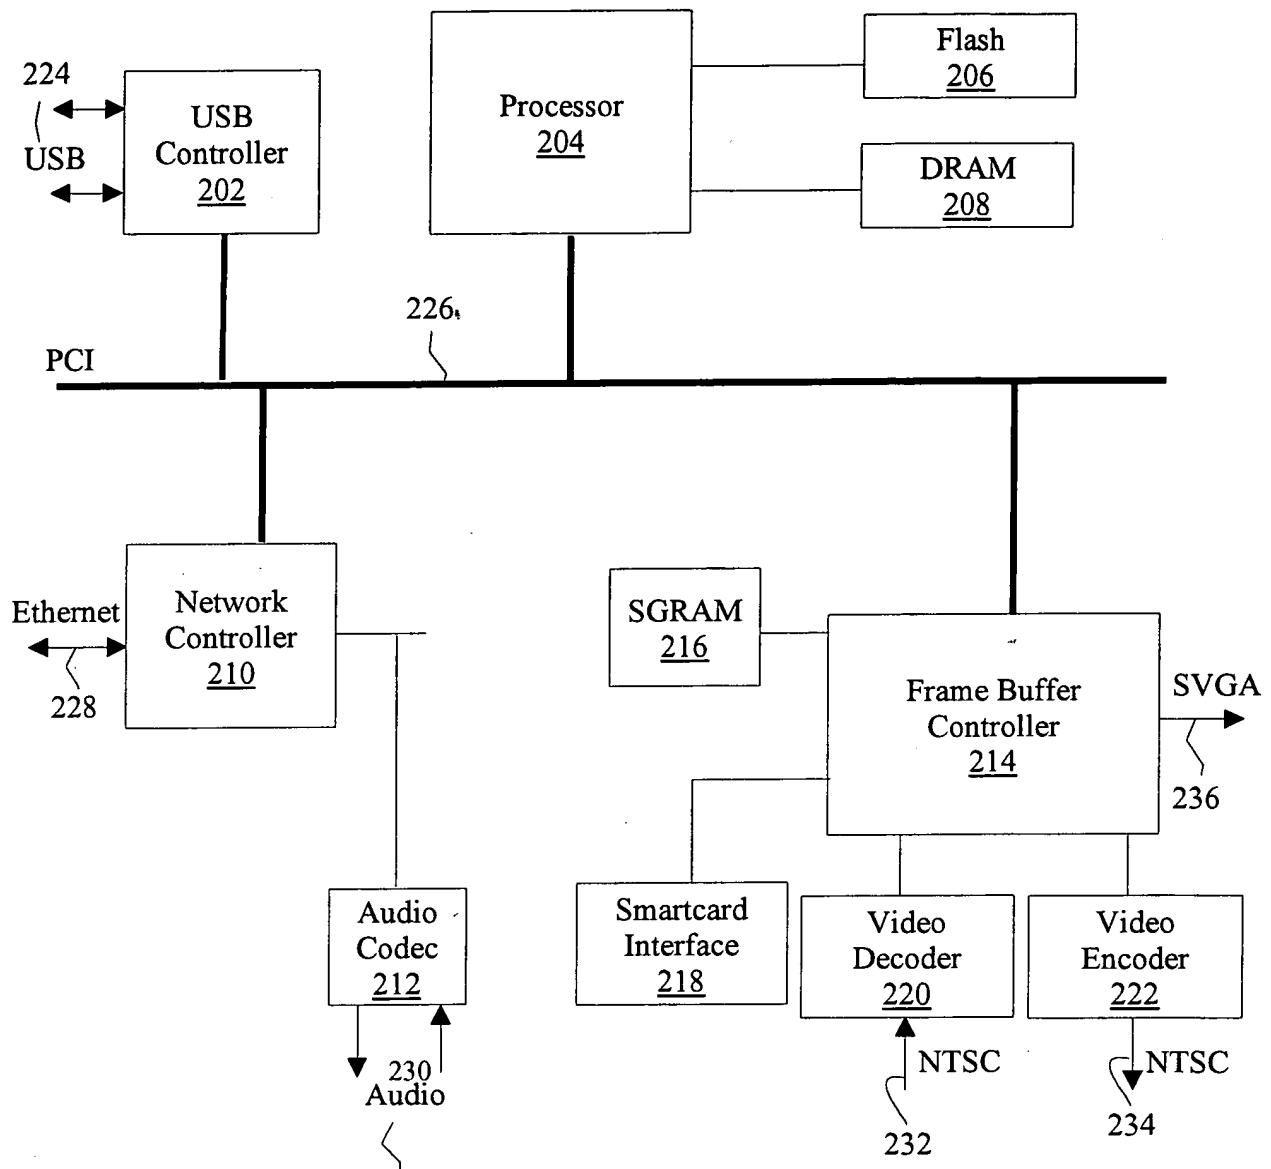 Flash
206
224
USB
Controller
202
Processor
204
USB
DRAM
208
226
PCI
Network
Controller
210
Ethernet
228
SGRAM
216
Frame Buffer
Controller
214
SVGA
236
Audio
Codec
212
Smartcard
Interface
218
Video
Decoder
220
Video
Encoder
222
230
Audio
NTSC
232
NTSC
234